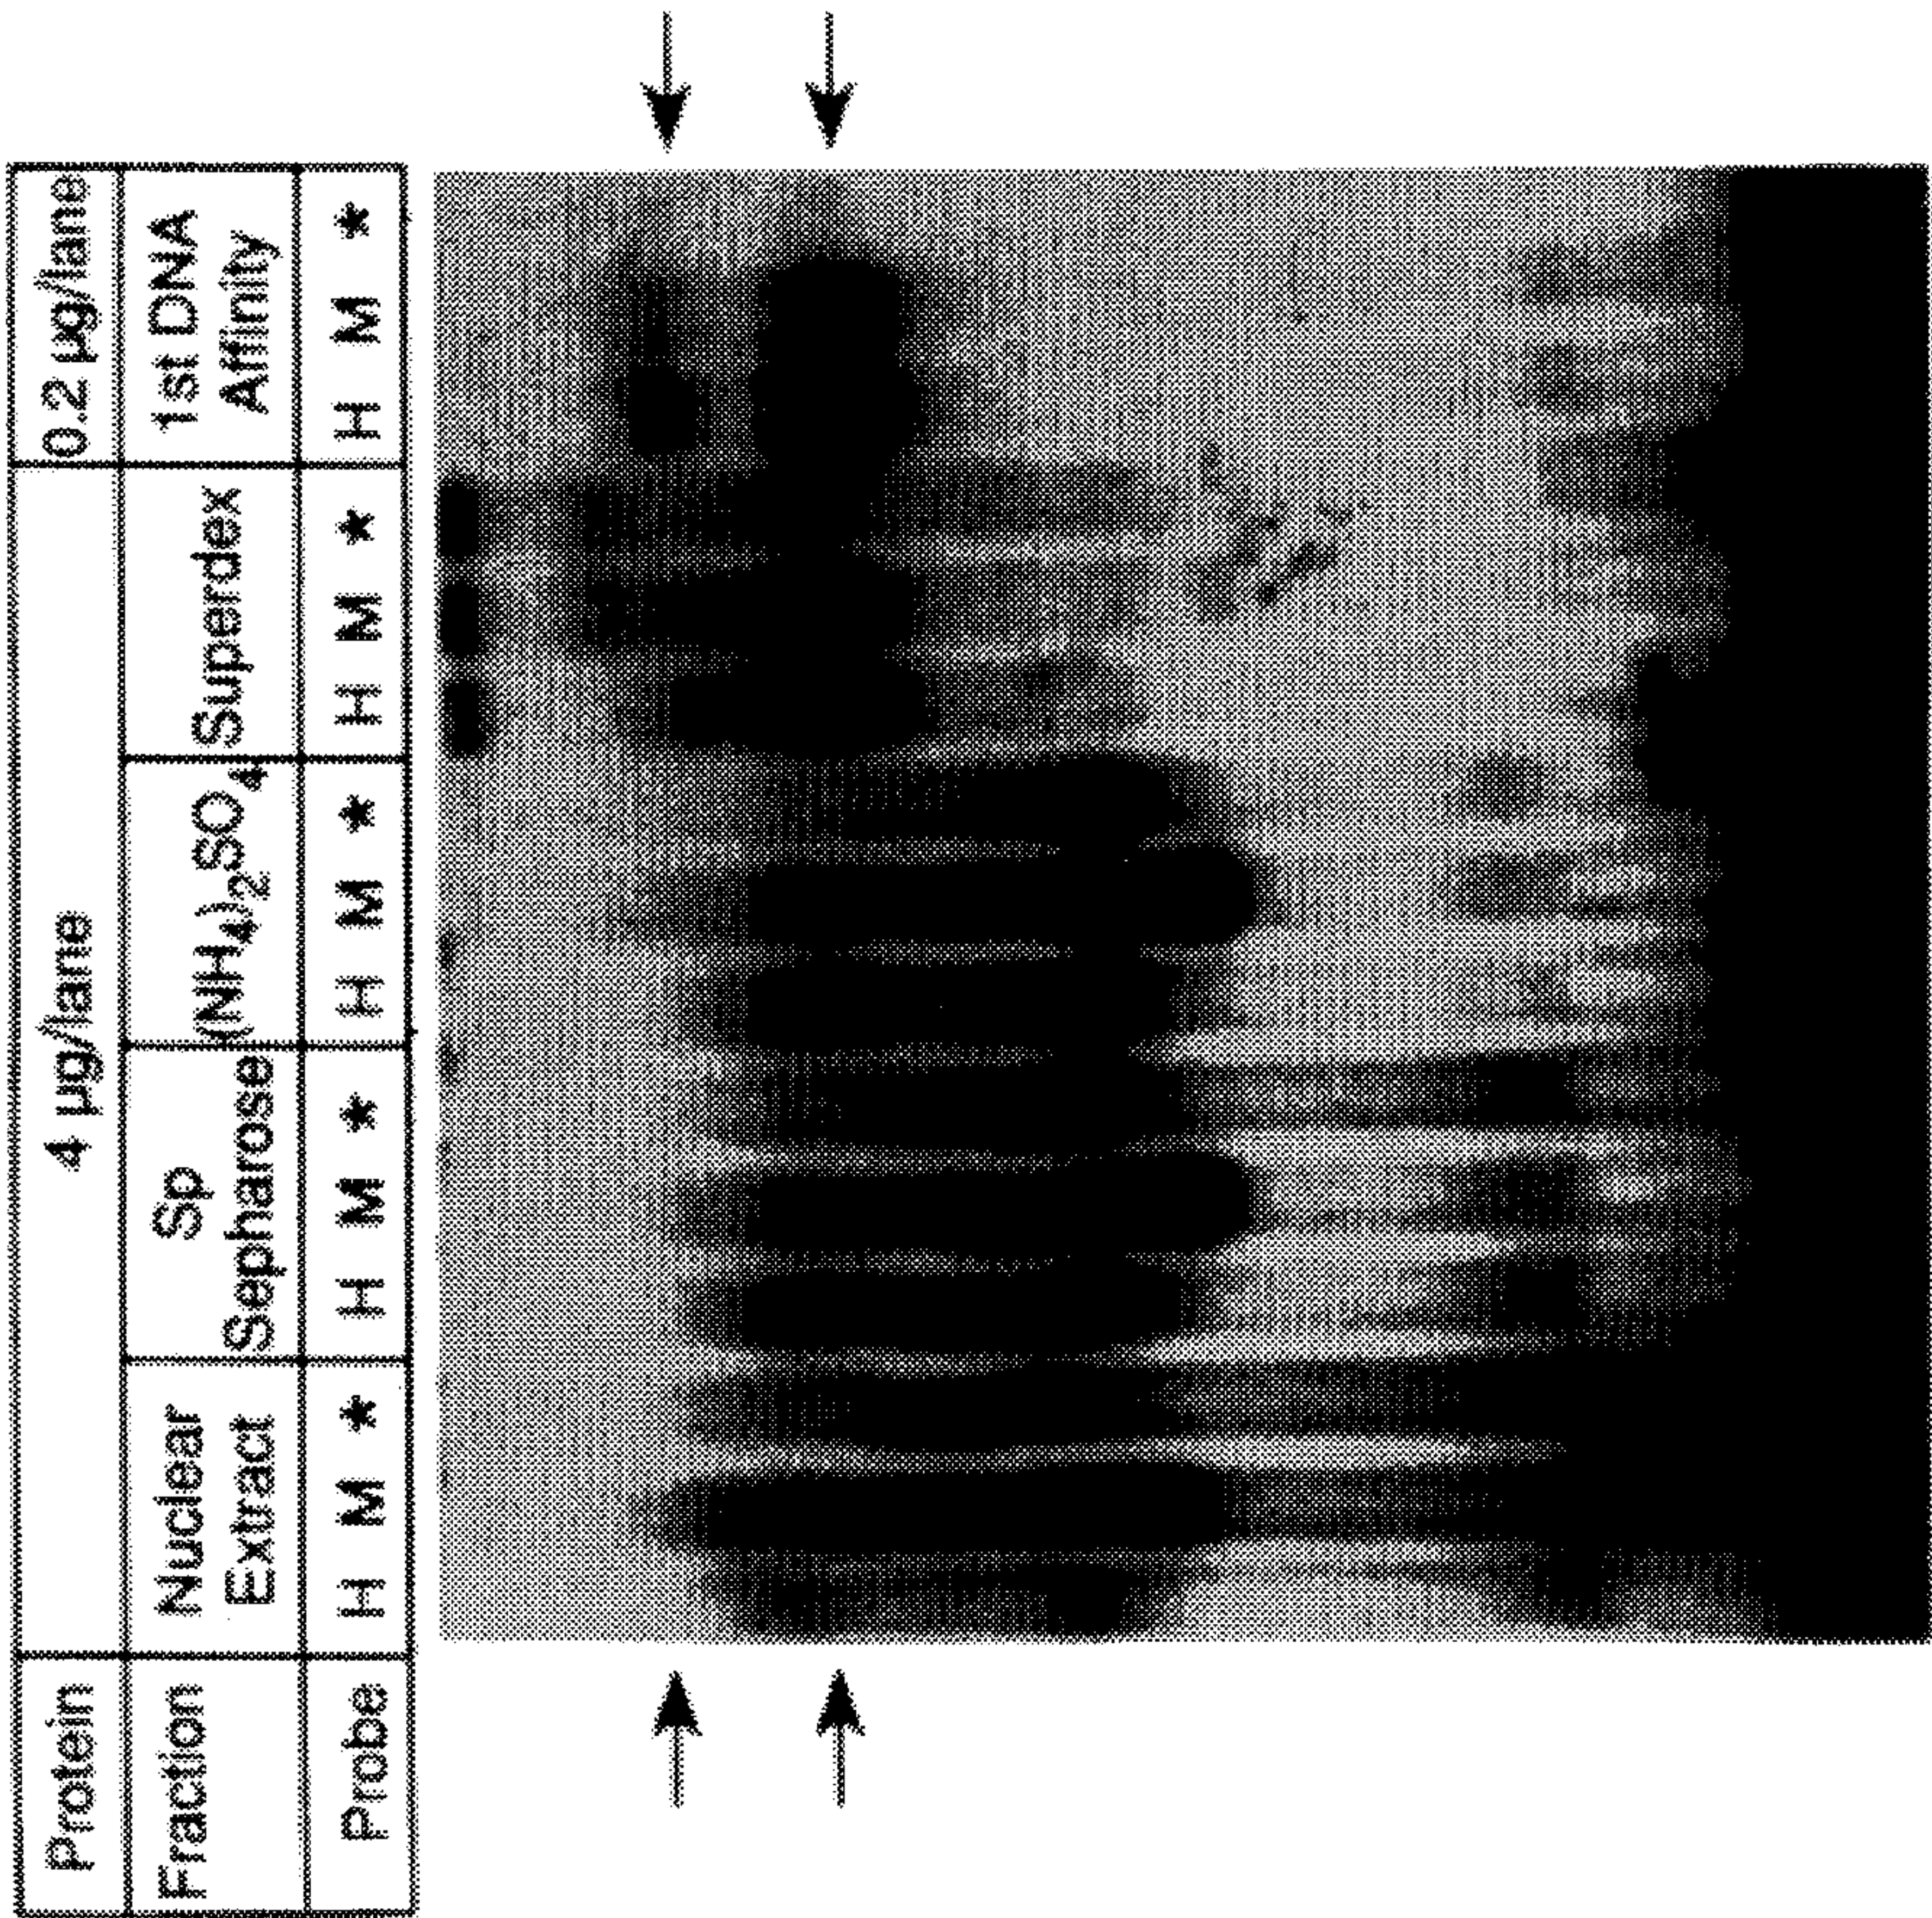 Protein 4 µg/lane 0.2 µg/lane
Fraction Nuclear Extract Sp Sepharose (NH4)2SO4 Superdex 1st DNA Affinity
Probe H M * H M * H M * H M * H M *